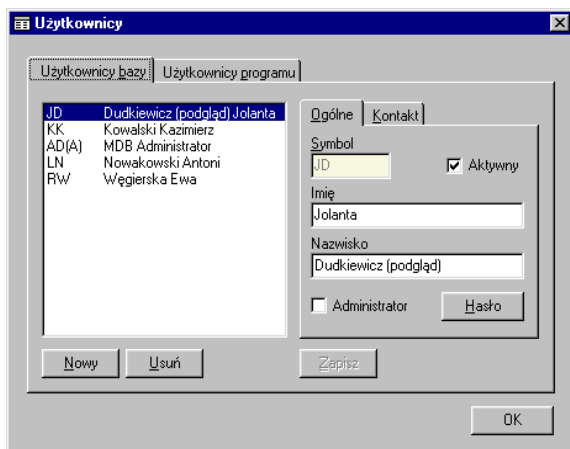 Użytkownicy
Użytkownicy bazy Użytkownicy programu
JD Dudkiewicz (podgląd) Jolanta
KK Kowalski Kazimierz
AD(A) MDB Administrator
LN Nowakowski Antoni
RW Węgierska Ewa
Ogólne Kontakt
Symbol
JD Aktywny
Imię
Jolanta
Nazwisko
Dudkiewicz (podgląd)
Administrator Hasło
Nowy Usuń Zapisz
OK